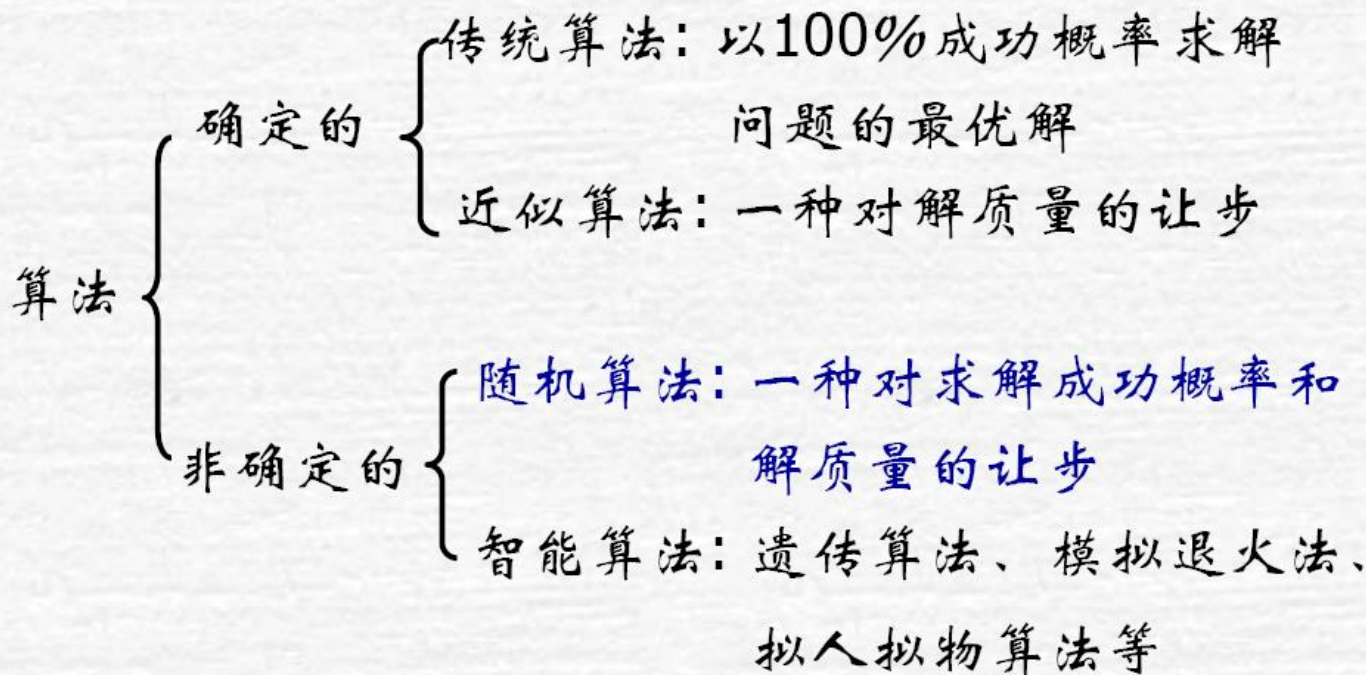 传统算法: 以100%成功概率求解
确定的
问题的最优解
近似算法: 一种对解质量的让步
算法
随机算法: 一种对求解成功概率和
非确定的
解质量的让步
智能算法: 遗传算法、模拟退火法、
拟人拟物算法等